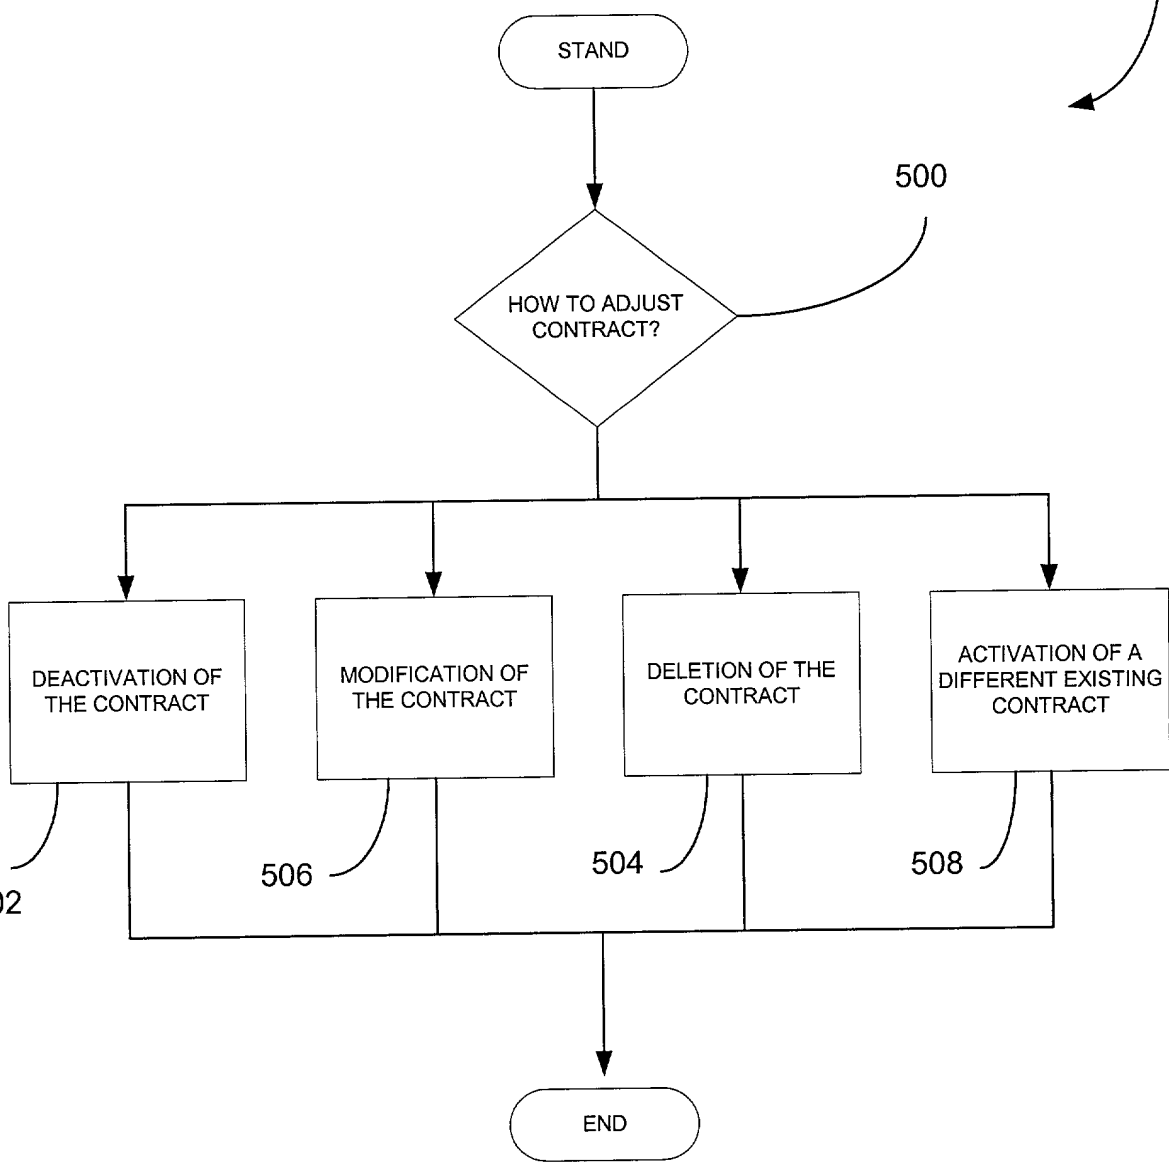 STAND
500
HOW TO ADJUST
CONTRACT?
DEACTIVATION OF
THE CONTRACT
MODIFICATION OF
THE CONTRACT
DELETION OF THE
CONTRACT
ACTIVATION OF A
DIFFERENT EXISTING
CONTRACT
506
504
508
END